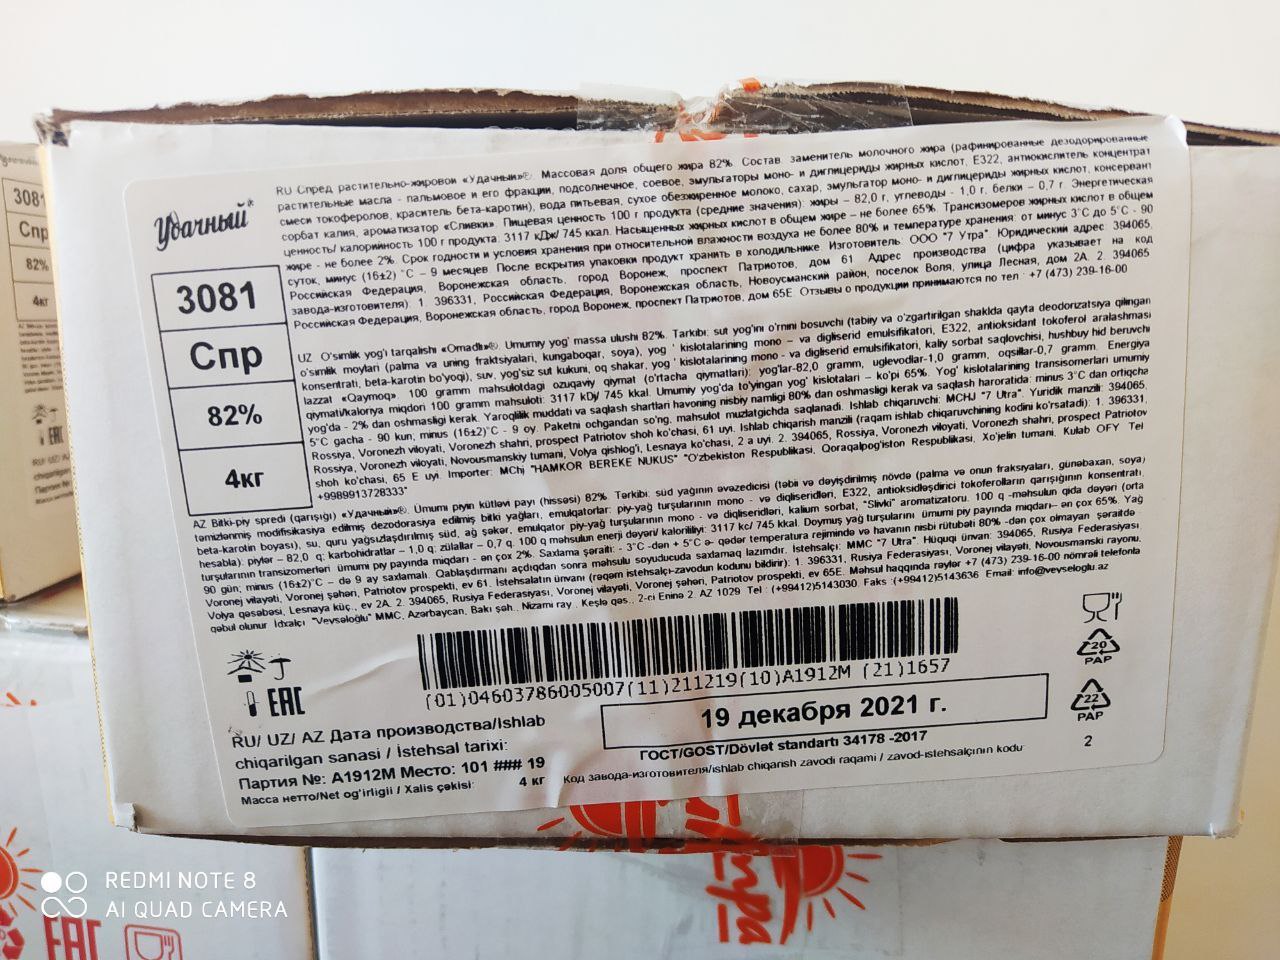 RU Спред растительно-жировой «Удачный»®. Массовая доля общего жира 82%. Состав: заменитель молочного жира (рафинированные дезодорированные
растительные масла - пальмовое и его фракции, подсолнечное, соевое, эмульгаторы моно- и диглицериды жирных кислот, E322, антиокислитель концентрат
смеси токоферолов, краситель бета-каротин), вода питьевая, сухое обезжиренное молоко, сахар, эмульгатор моно- и диглицериды жирных кислот, консервант
сорбат калия, ароматизатор «Сливки». Пищевая ценность 100 г продукта (средние значения): жиры – 82,0 г, углеводы - 1,0 г. белки – 0,7 г. Энергетическая
ценность/ калорийность 100 г продукта: 3117 кДж/ 745 ккал. Насыщенных жирных кислот в общем жире – не более 65%. Трансизомеров жирных кислот в общем
жире - не более 2%. Срок годности и условия хранения при относительной влажности воздуха не более 80% и температуре хранения: от минус 3˚С до 5˚С - 90
суток, минус (16±2) °С – 9 месяцев. После вскрытия упаковки продукт хранить в холодильнике. Изготовитель: ООО "7 Утра". Юридический адрес: 394065,
Российская Федерация, Воронежская область, город Воронеж, проспект Патриотов, дом 61. Адрес производства (цифра указывает на код
завода-изготовителя): 1. 396331, Российская Федерация, Воронежская область, Новоусманский район, поселок Воля, улица Лесная, дом 2А. 2. 394065
Российская Федерация, Воронежская область, город Воронеж, проспект Патриотов, дом 65Е. Отзывы о продукции принимаются по тел.: +7 (473) 239-16-00
Удачный®
3081
Спр
82%
4кг
UZ O'simlik yog'i tarqalishi «Omadli»®. Umumiy yog' massa ulushi 82%. Tarkibi: sut yog'ini o'rnini bosuvchi (tabiiy va o'zgartirilgan shaklda qayta deodorzatsiya qilingan
o'simlik moylari (palma va uning fraktsiyalari, kungaboqar, soya), yog ' kislotalarining mono – va digliserid emulsifikatori, E322, antioksidant tokoferol aralashmasi
konsentrati, beta-karotin bo'yoqi), suv, yog'siz sut kukuni, oq shakar, yog ' kislotalarining mono - va digliserid emulsifikatori, kaliy sorbat saqlovchisi, hushbuy hid beruvchi
lazzat «Qaymoq». 100 gramm mahsulotdagi ozuqaviy qiymat (o'rtacha qiymatlar): yog'lar-82,0 gramm, uglevodlar-1,0 gramm, oqsillar-0,7 gramm. Energiya
qiymati/kaloriya miqdori 100 gramm mahsuloti: 3117 kD/ 745 kkal. Umumiy yog'da to'yingan yog' kislotalari – ko'pi 65%. Yog' kislotalarining transisomerlari umumiy
yog'da - 2% dan oshmasligi kerak. Yaroqlilik muddati va saqlash shartlari havoning nisbiy namligi 80% dan oshmasligi kerak va saqlash haroratida: minus 3˚C dan ortiqcha
5˚C gacha - 90 kun, minus (16±2)˚C - 9 oy. Paketni ochgandan so'ng, mahsulot muzlatgichda saqlanadi. Ishlab chiqaruvchi: MCHJ "7 Utra". Yuridik manzili: 394065,
Rossiya, Voronezh viloyati, Voronezh shahri, prospect Patriotov shoh ko'chasi, 61 uyi. Ishlab chiqarish manzili (raqam ishlab chiqaruvchining kodini ko'rsatadi): 1. 396331,
Rossiya, Voronezh viloyati, Novousmanskiy tumani, Volya qishlog'i, Lesnaya ko'chasi, 2 a uyi. 2. 394065, Rossiya, Voronezh viloyati, Voronezh shahri, prospect Patriotov
shoh ko'chasi, 65 E uyi. Importer: MChj "HAMKOR BEREKE NUKUS" "O'zbekiston Respublikasi, Qoraqalpog'iston Respublikasi, Xo'jelin tumani, Kulab OFY Tel
+9989913728333"
AZ Bitki-piy spredi (qarışığı) «Удачный»®. Ümumi piyin kütləvi payı (hissəsi) 82% Tərkibi: süd yağının əvəzedicisi (təbii və dəyişdirilmiş növdə (palma və onun fraksyaları, günəbaxan, soya)
təmizlənmiş modifikasiya edilmiş dezodorasiya edilmiş bitki yağları, emulqatorlar: piy-yağ turşularının mono - və diqliseridləri, E322, antioksidləşdirici tokoferolların qarışığının konsentrati,
beta-karotin boyası), su, quru yağsızlaşdırılmış süd, ağ şəkər, emulqator piy-yağ turşularının mono - və diqliseridləri, kalium sorbat, "Slivki" aromatizatoru. 100 q -məhsulun qida dəyəri (orta
hesabla): piylər – 82,0 q: karbohidratlar – 1,0 q: zülallar – 0,7 q. 100 q məhsulun enerji dəyəri/ kalorililiyi: 3117 kc/ 745 kkal. Doymuş yağ turşularını ümumi piy payında miqdarı– ən çox 65%. Yağ
turşularının transizomerləri ümumi piy payında miqdarı - ən çox 2%. Saxlama şəraiti: - 3˚C -dən + 5˚C ə- qədər temperatura rejimində və havanın nisbi rütubəti 80% -dən çox olmayan şəraitdə-
90 gün, minus (16±2)˚C – də 9 ay saxlamalı. Qablaşdırmanı açdıqdan sonra məhsulu soyuducuda saxlamaq lazımdır. İstehsalçı: MMC "7 Utra". Hüquqi ünvan: 394065, Rusiya Federasiyası,
Voronej vilayəti, Voronej şəhəri, Patriotov prospekti, ev 61. İstehsalatın ünvanı (rəqəm istehsalçı-zavodun kodunu bildirir): 1. 396331, Rusiya Federasiyası, Voronej vilayəti, Novousmanski rayonu,
Volya qəsəbəsi, Lesnaya küç., ev 2A. 2. 394065, Rusiya Federasiyası, Voronej vilayəti, Voronej şəhəri, Patriotov prospekti, ev 65E. Məhsul haqqında rəylər +7 (473) 239-16-00 nömrəli telefonla
qəbul olunur. İdxalçı: "Veysəloğlu" MMC, Azərbaycan, Bakı şəh., Nizami ray., Keşlə qəs., 2-ci Eninə 2. AZ 1029 Tel.: (+99412)5143030. Faks :(+99412)5143636 Email: info@veyseloglu.az
EAC
(01)04603786005007(11)211219(10)A1912M (21)1657
20
PAP
22
PAP
RU/ UZ/ AZ Дата производства/Ishlab
chiqarilgan sanasi / İstehsal tarixi:
19 декабря 2021 г.
Партия №: А1912М Место: 101 ### 19
ГОСТ/GOST/Dövlət standartı 34178 -2017
Масса нетто/Net og'irligii / Xalis çəkisi: 4 кг
Код завода-изготовителя/ishlab chiqarish zavodi raqami / zavod-istehsalçının kodu
2
3081
Спр
82%
4кг
EAC
EAC
REDMI NOTE 8
AI QUAD CAMERA